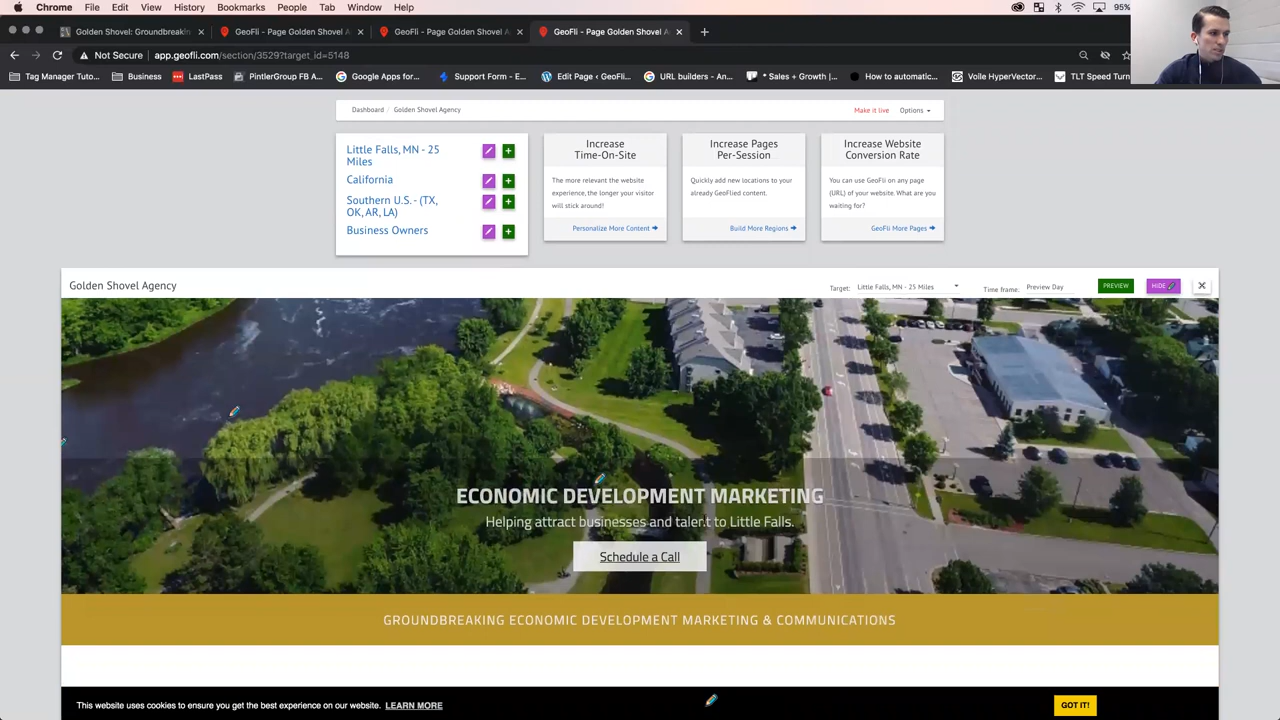 Chrome File Edit View History Bookmarks People Tab Window Help 95%
Golden Shovel: Groundbreakin GeoFli - Page Golden Shovel A GeoFli - Page Golden Shovel A GeoFli - Page Golden Shovel A
Not Secure app.geofli.com/section/3529?target_id=5148
Tag Manager Tuto... Business LastPass PintlerGroup FB A... Google Apps for... Support Form - E... Edit Page ‹ GeoFli... URL builders - An... * Sales + Growth |... How to automatic... Voile HyperVector... TLT Speed Turn
Dashboard / Golden Shovel Agency Make it live Options
Little Falls, MN - 25
Miles
California
Southern U.S. - (TX,
OK, AR, LA)
Business Owners
Increase
Time-On-Site
The more relevant the website
experience, the longer your visitor
will stick around!
Personalize More Content
Increase Pages
Per-Session
Quickly add new locations to your
already GeoFlied content.
Build More Regions
Increase Website
Conversion Rate
You can use GeoFli on any page
(URL) of your website. What are you
waiting for?
GeoFli More Pages
Golden Shovel Agency Target: Little Falls, MN - 25 Miles Time frame: Preview Day PREVIEW HIDE
ECONOMIC DEVELOPMENT MARKETING
Helping attract businesses and talent to Little Falls.
Schedule a Call
GROUNDBREAKING ECONOMIC DEVELOPMENT MARKETING & COMMUNICATIONS
This website uses cookies to ensure you get the best experience on our website. LEARN MORE GOT IT!